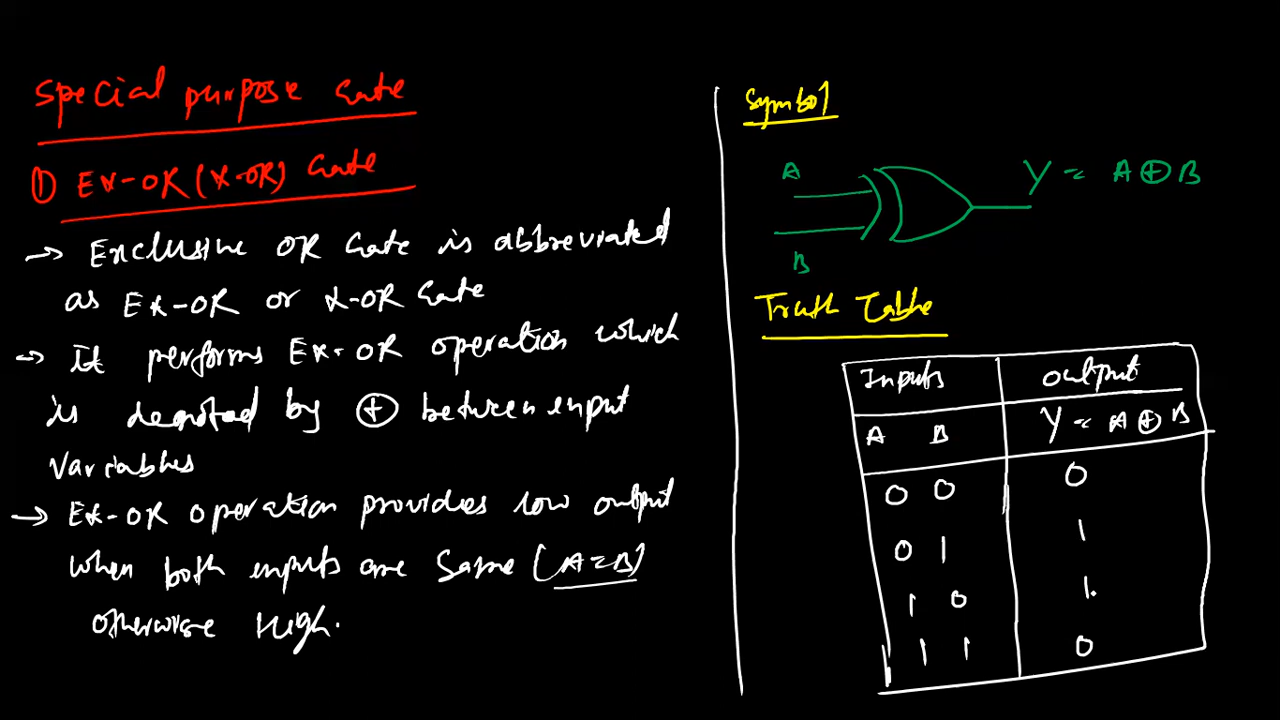 Special purpose Gate
① EX-OR (X-OR) Gate
→ Exclusive OR Gate is abbreviated
as EX-OR or X-OR Gate
→ It performs EX-OR operation which
is denoted by ⊕ between input
Variables
→ EX-OR operation provides low output
when both inputs are Same (A=B)
otherwise High.
Symbol
A
Y = A ⊕ B
B
Truth Table
Inputs output
A B Y = A ⊕ B
0 0 0
0 1 1
1 0 1.
1 1 0